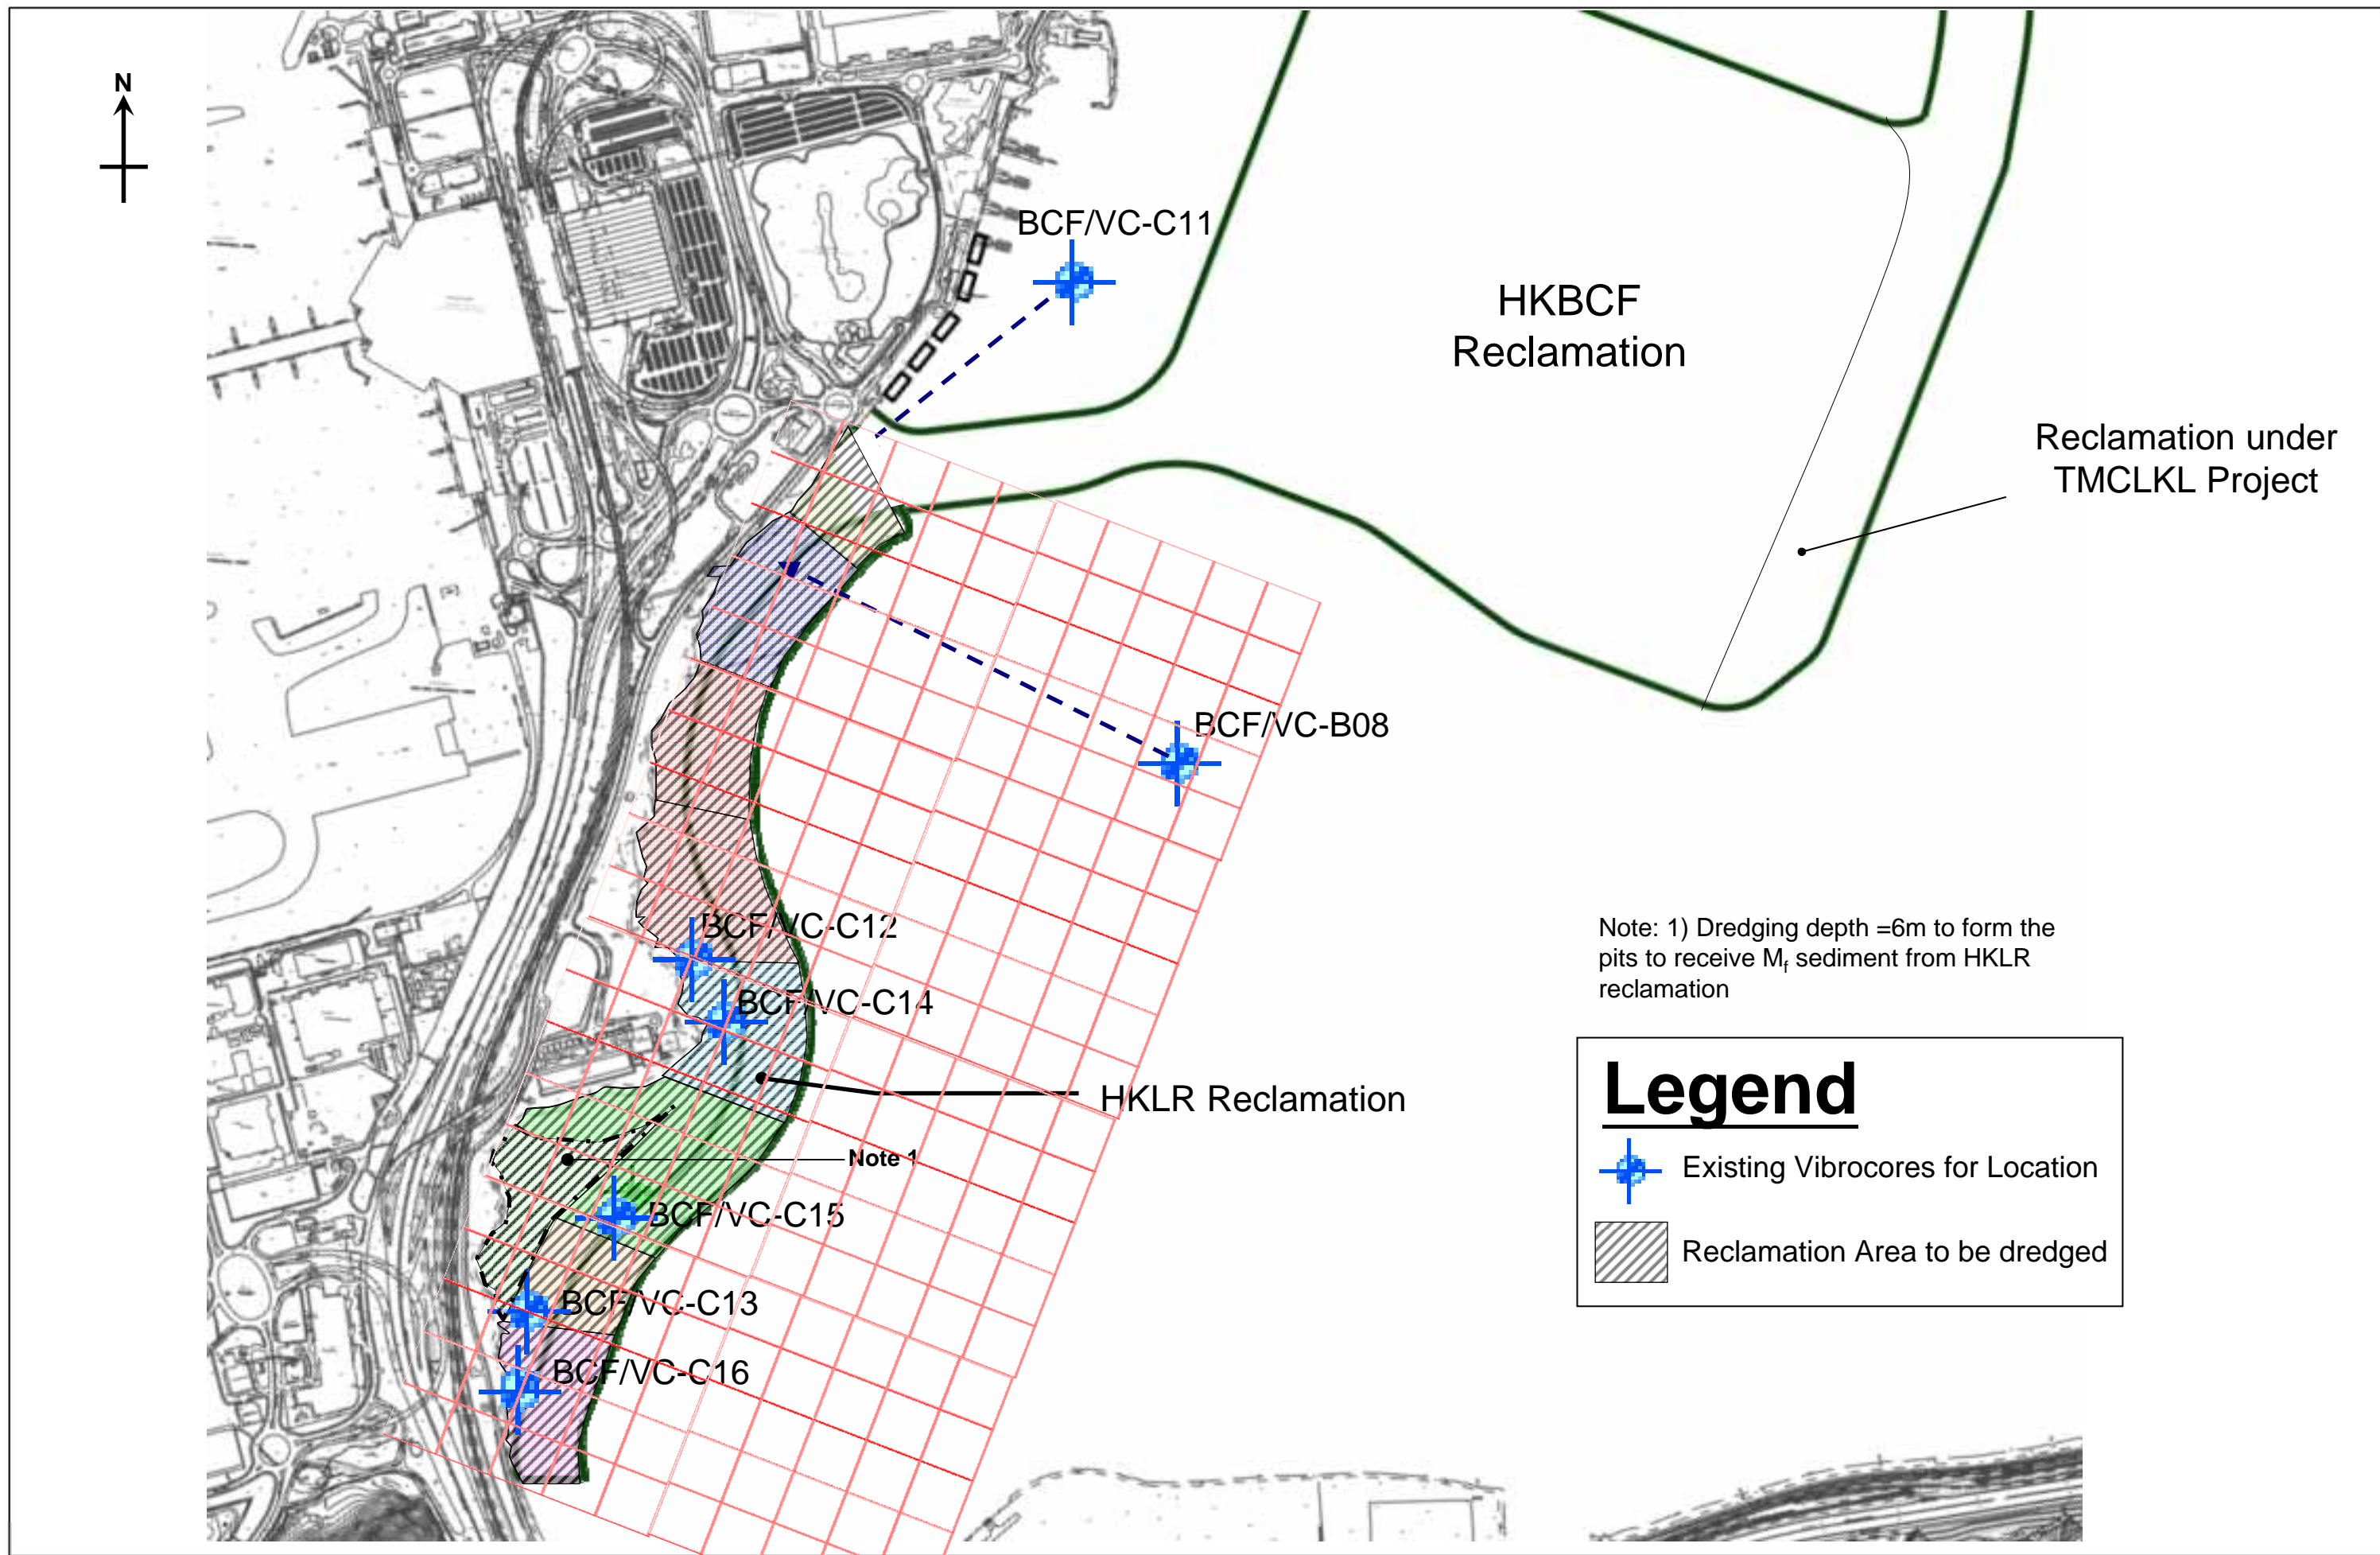 N
BCF/VC-C11
HKBCF
Reclamation
Reclamation under
TMCLKL Project
BCF/VC-B08
BCF/VC-C12
Note: 1) Dredging depth =6m to form the
pits to receive Mf sediment from HKLR
reclamation
BCF/VC-C14
HKLR Reclamation
Legend
Note 1
Existing Vibrocores for Location
BCF/VC-C15
Reclamation Area to be dredged
BCF/VC-C13
BCF/VC-C16